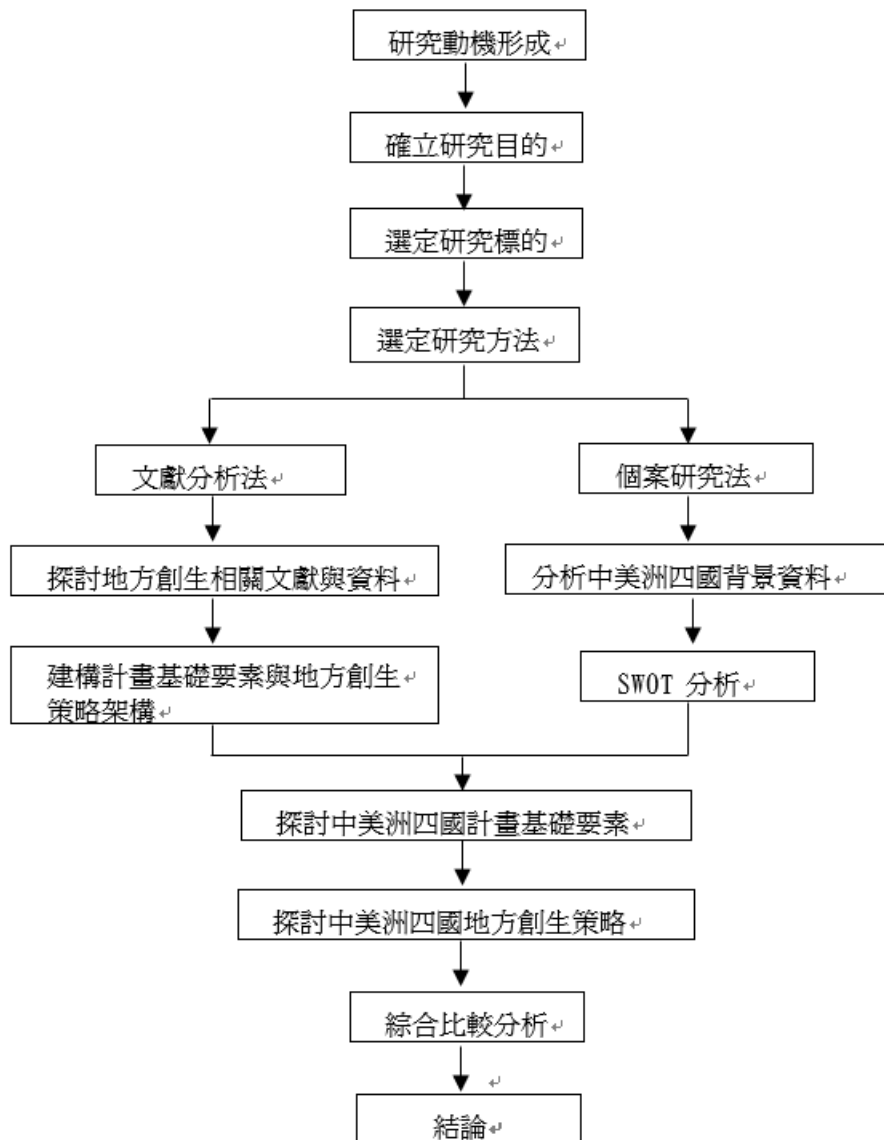 研究動機形成
確立研究目的
選定研究標的
選定研究方法
文獻分析法
個案研究法
探討地方創生相關文獻與資料
分析中美洲四國背景資料
建構計畫基礎要素與地方創生
策略架構
SWOT 分析
探討中美洲四國計畫基礎要素
探討中美洲四國地方創生策略
綜合比較分析
結論